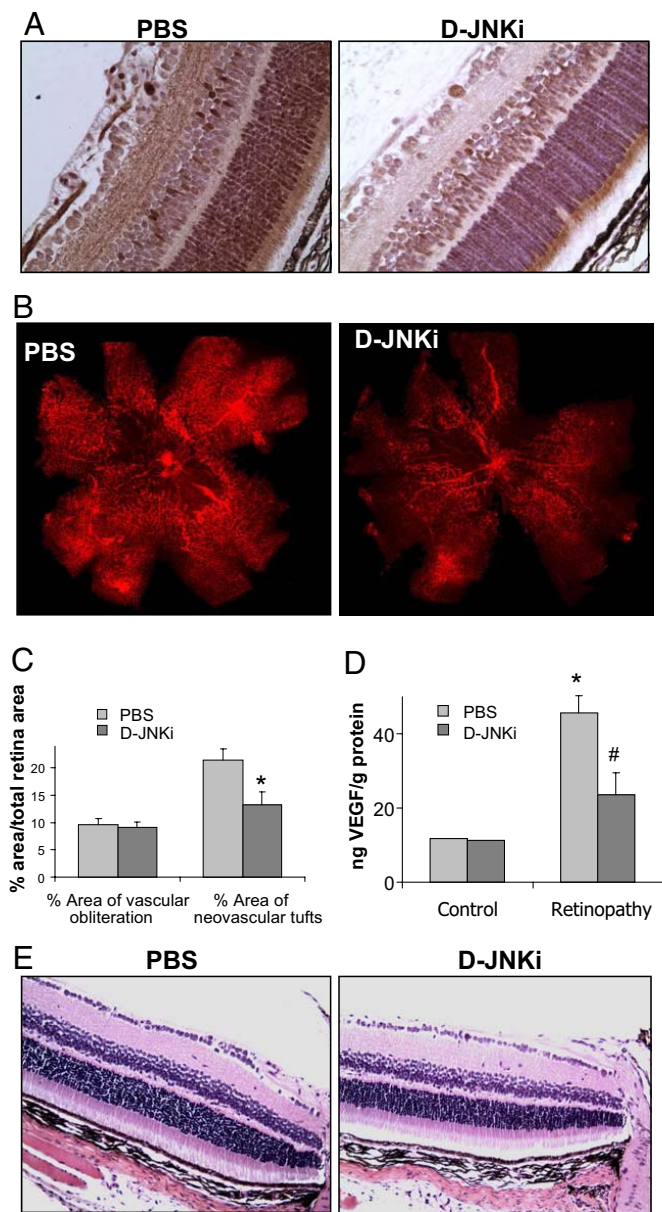 A
PBS
D-JNKi
B
PBS
D-JNKi
C
% area/total retina area
PBS
D-JNKi
20
15
10
5
0
*
% Area of vascular
obliteration
% Area of
neovascular tufts
D
ng VEGF/g protein
PBS
D-JNKi
40
20
0
*
#
Control
Retinopathy
E
PBS
D-JNKi